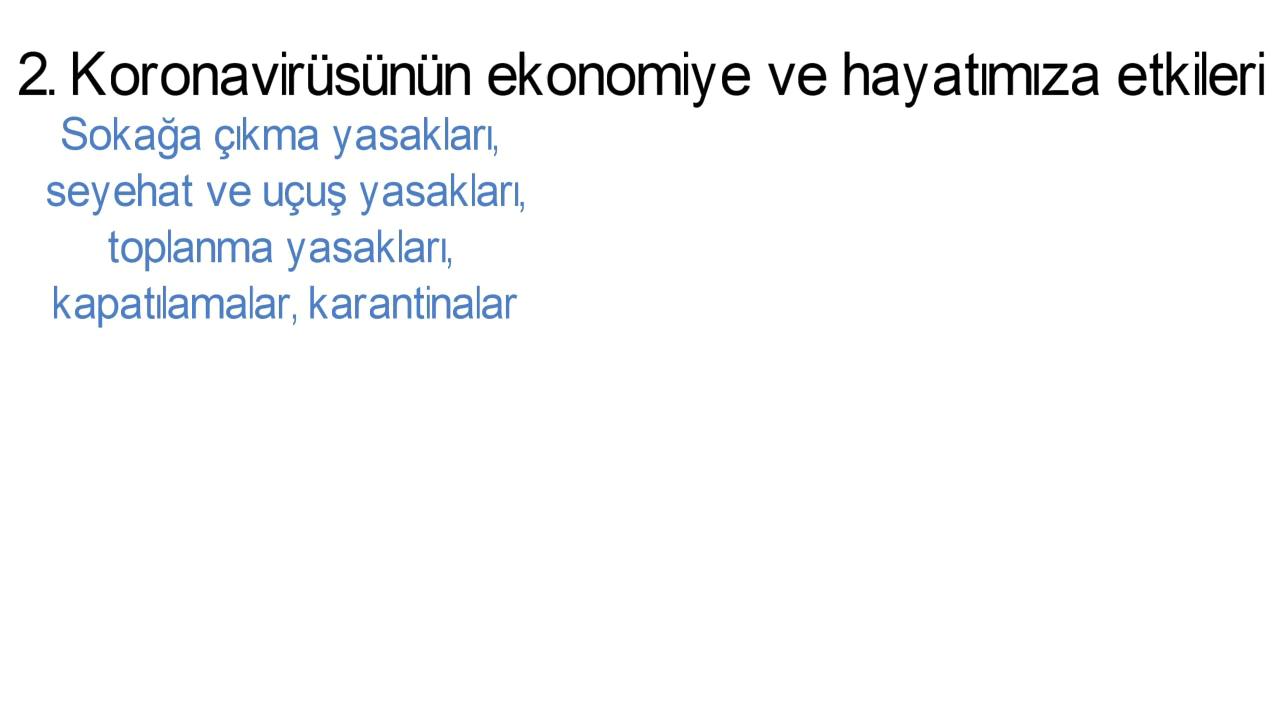 2. Koronavirüsünün ekonomiye ve hayatımıza etkileri
Sokağa çıkma yasakları,
seyehat ve uçuş yasakları,
toplanma yasakları,
kapatılamalar, karantinalar